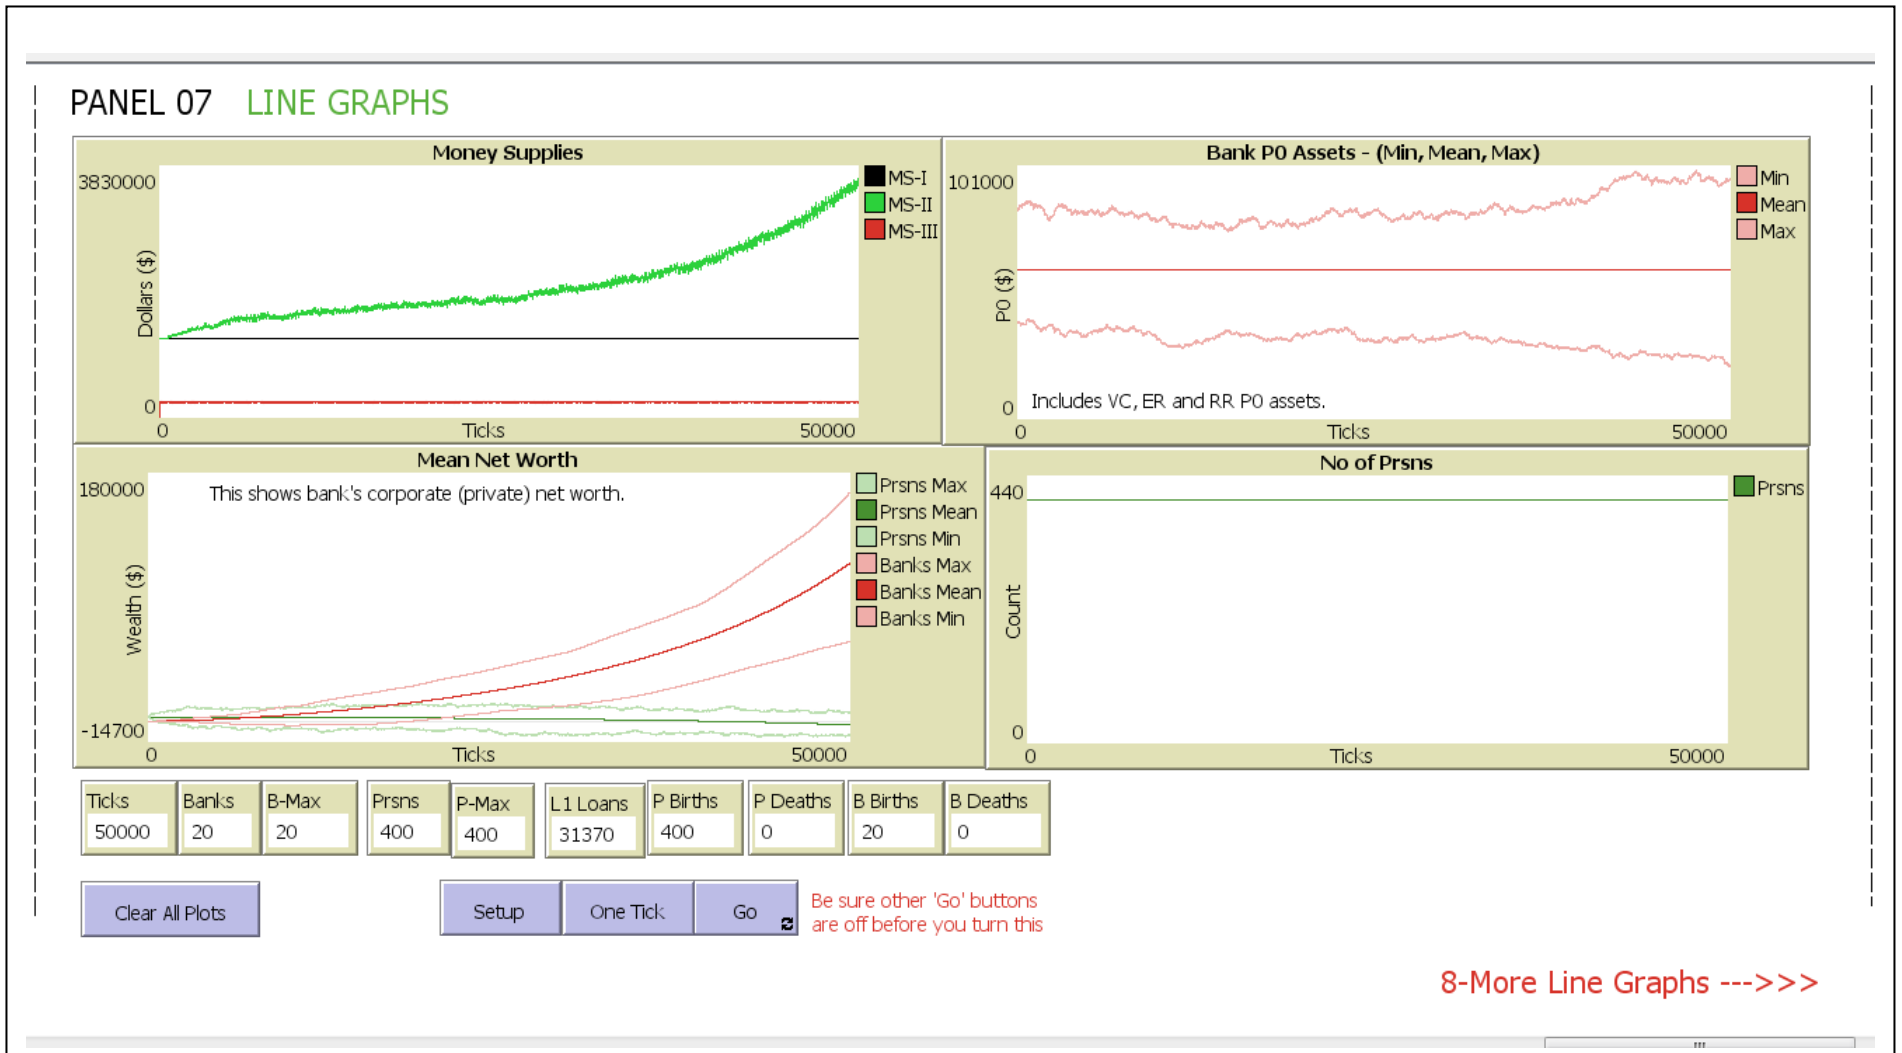 PANEL 07 LINE GRAPHS
Money Supplies
3830000
Dollars ($)
0
0 Ticks 50000
MS-I
MS-II
MS-III
Bank P0 Assets - (Min, Mean, Max)
101000
P0 ($)
0
Includes VC, ER and RR P0 assets.
0 Ticks 50000
Min
Mean
Max
Mean Net Worth
180000
This shows bank's corporate (private) net worth.
Wealth ($)
-14700
0 Ticks 50000
Prsns Max
Prsns Mean
Prsns Min
Banks Max
Banks Mean
Banks Min
No of Prsns
440
Count
0
0 Ticks 50000
Prsns
Ticks Banks B-Max Prsns P-Max L1 Loans P Births P Deaths B Births B Deaths
50000 20 20 400 400 31370 400 0 20 0
Clear All Plots Setup One Tick Go
Be sure other 'Go' buttons
are off before you turn this
8-More Line Graphs --->>>